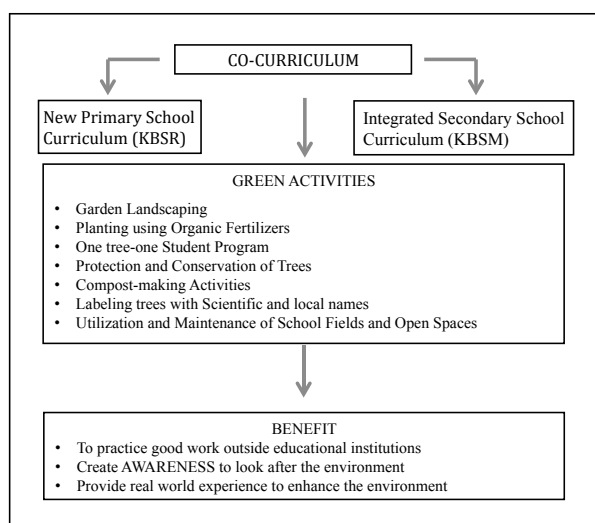 CO-CURRICULUM
New Primary School
Curriculum (KBSR)
Integrated Secondary School
Curriculum (KBSM)
GREEN ACTIVITIES
• Garden Landscaping
• Planting using Organic Fertilizers
• One tree-one Student Program
• Protection and Conservation of Trees
• Compost-making Activities
• Labeling trees with Scientific and local names
• Utilization and Maintenance of School Fields and Open Spaces
BENEFIT
• To practice good work outside educational institutions
• Create AWARENESS to look after the environment
• Provide real world experience to enhance the environment